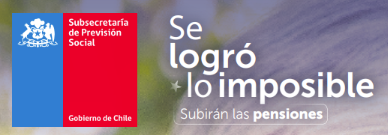 Subsecretaría
de Previsión
Social
Gobierno de Chile
Se
logró
lo imposible
Subirán las pensiones